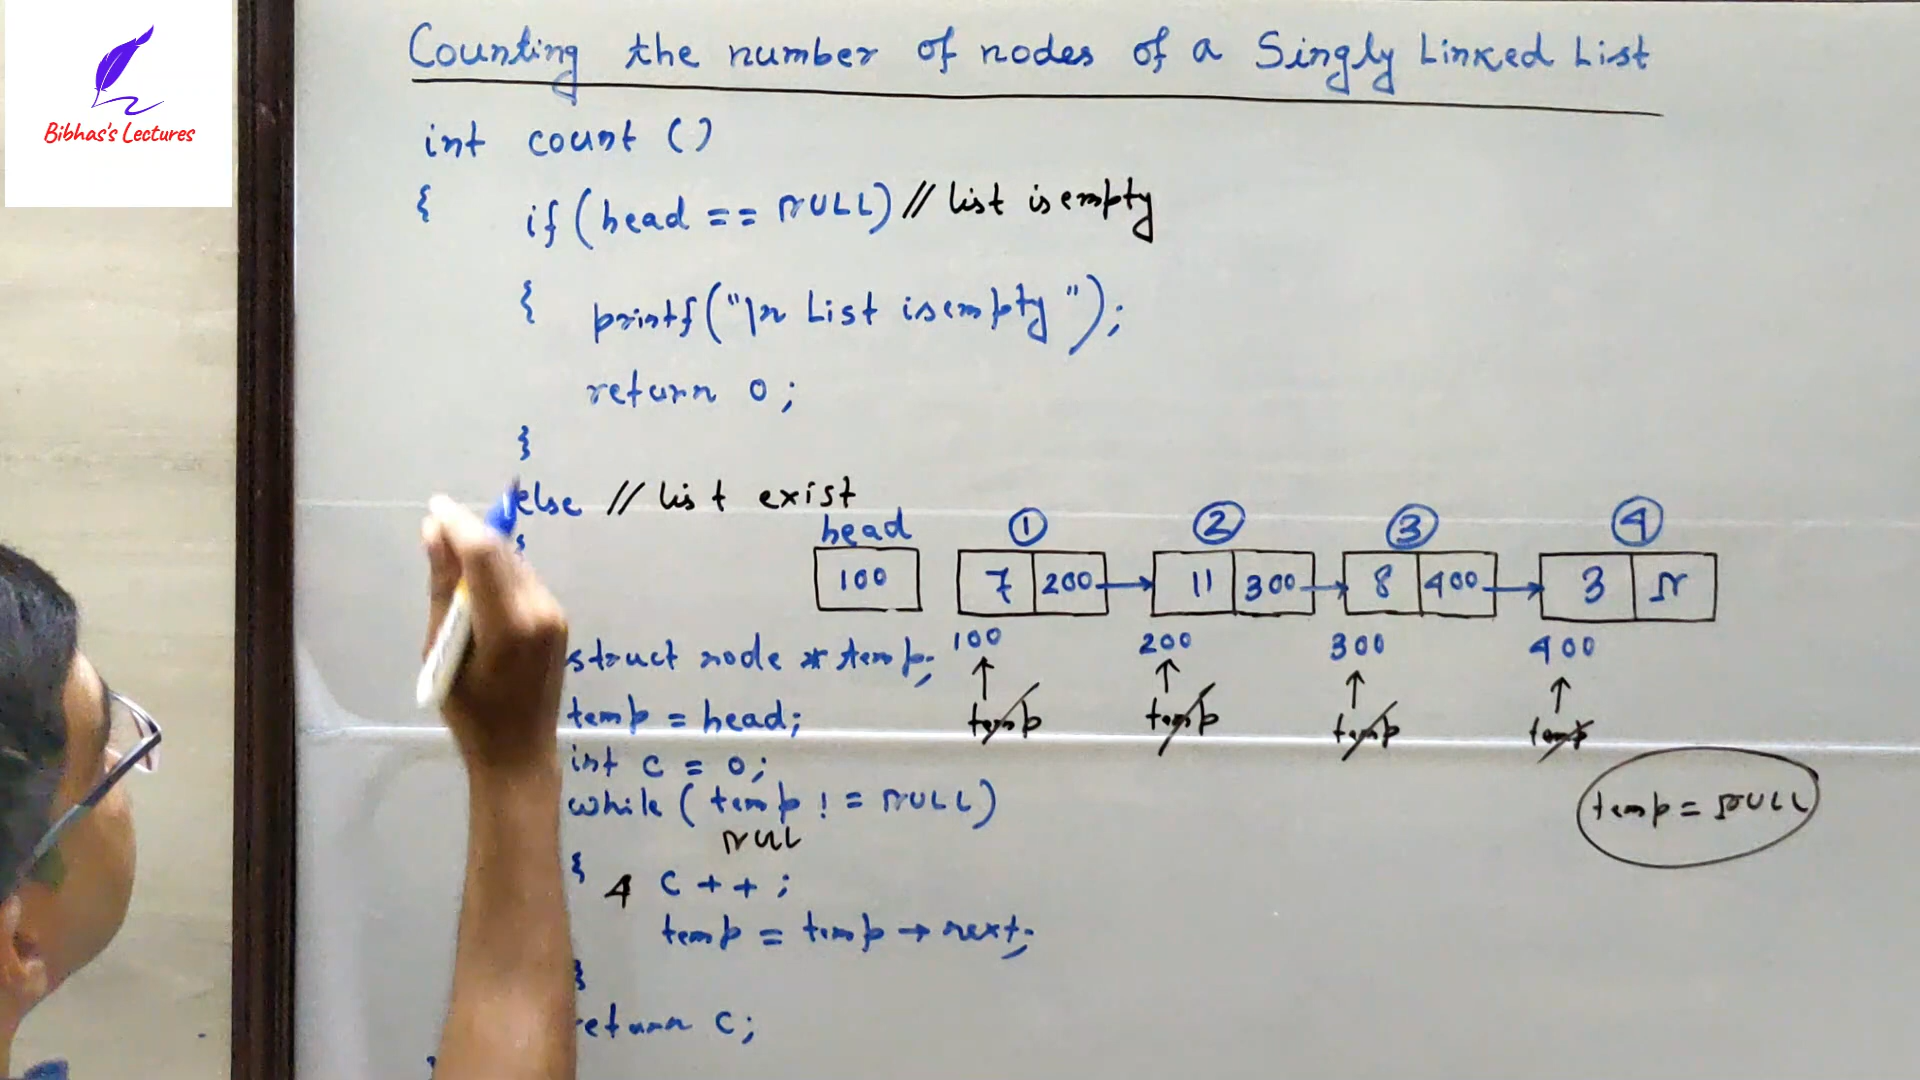 Bibhas's Lectures
Counting the number of nodes of a Singly Linked List
int count ()
{ if (head == NULL) // list is empty
{ printf("\n List is empty");
return 0;
}
else // list exist
{
head ① ② ③ ④
100 7 200 11 300 8 400 3 N
100 200 300 400
struct node * temp;
temp temp temp temp
temp = head;
int c = 0;
while ( temp != NULL)
NULL
temp = NULL
{ 4 c++;
temp = temp → next;
}
return c;